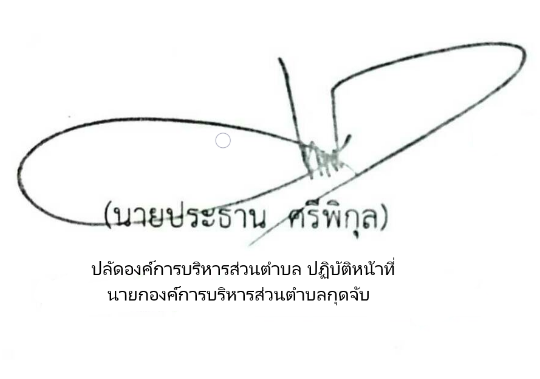 (นายประธาน ศรีพิกุล)
ปลัดองค์การบริหารส่วนตำบล ปฏิบัติหน้าที่
นายกองค์การบริหารส่วนตำบลกุดจับ